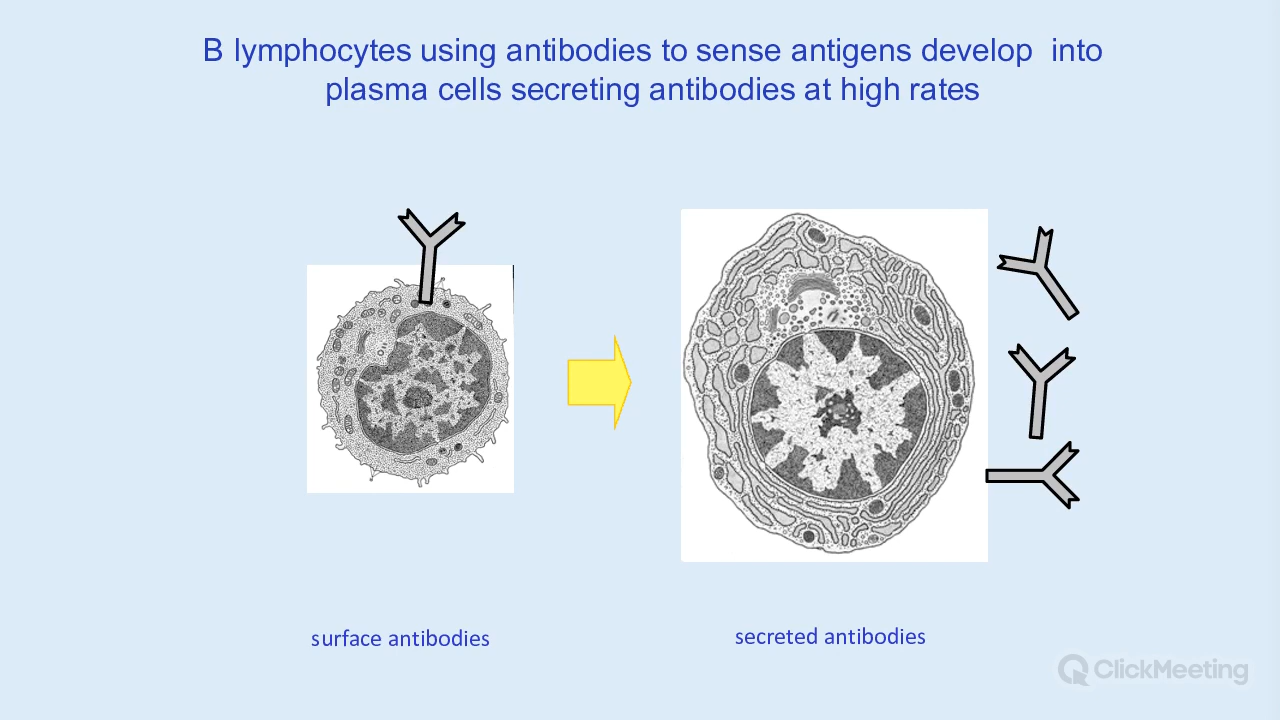 B lymphocytes using antibodies to sense antigens develop  into
plasma cells secreting antibodies at high rates
surface antibodies
secreted antibodies
ClickMeeting